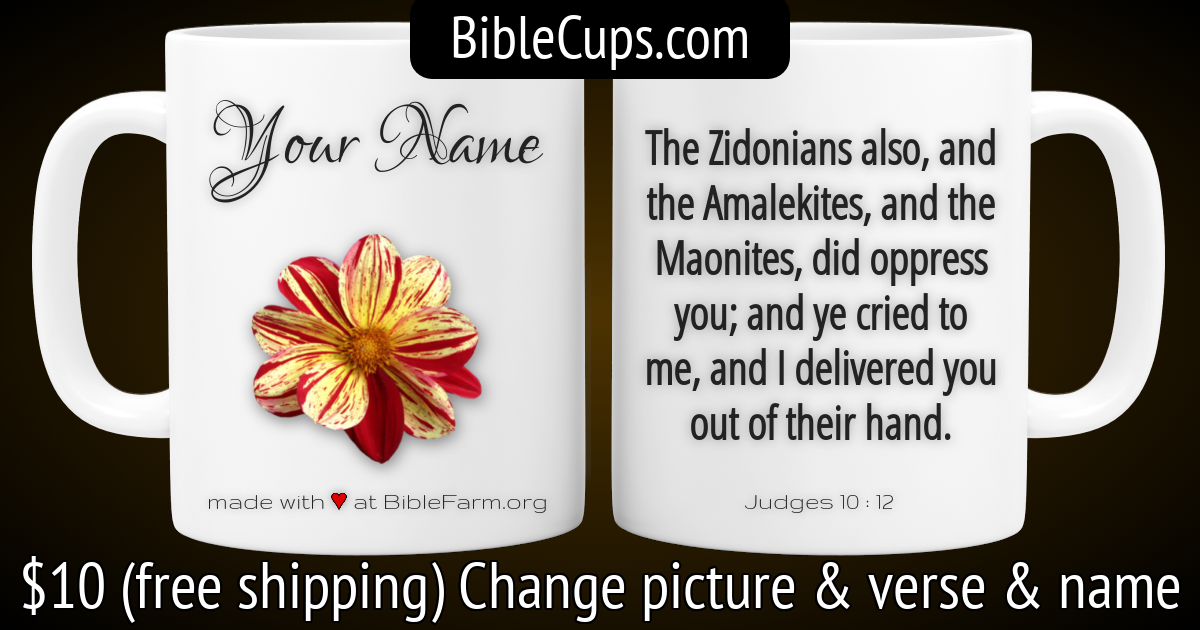 BibleCups.com
Your Name
made with ♥ at BibleFarm.org
The Zidonians also, and
the Amalekites, and the
Maonites, did oppress
you; and ye cried to
me, and I delivered you
out of their hand.
Judges 10 : 12
$10 (free shipping) Change picture & verse & name